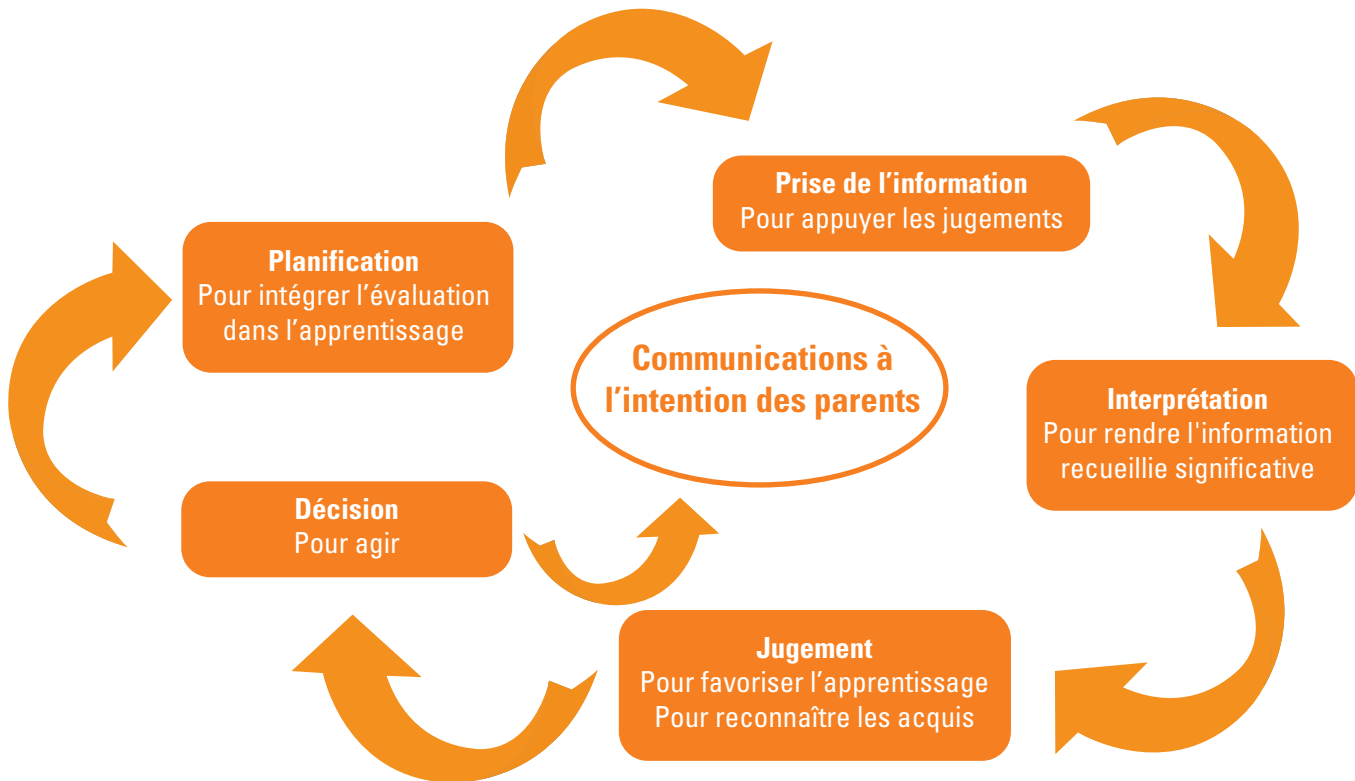 Prise de l’information
Pour appuyer les jugements
Planification
Pour intégrer l’évaluation
dans l’apprentissage
Communications à
l’intention des parents
Interprétation
Pour rendre l'information
recueillie significative
Décision
Pour agir
Jugement
Pour favoriser l’apprentissage
Pour reconnaître les acquis